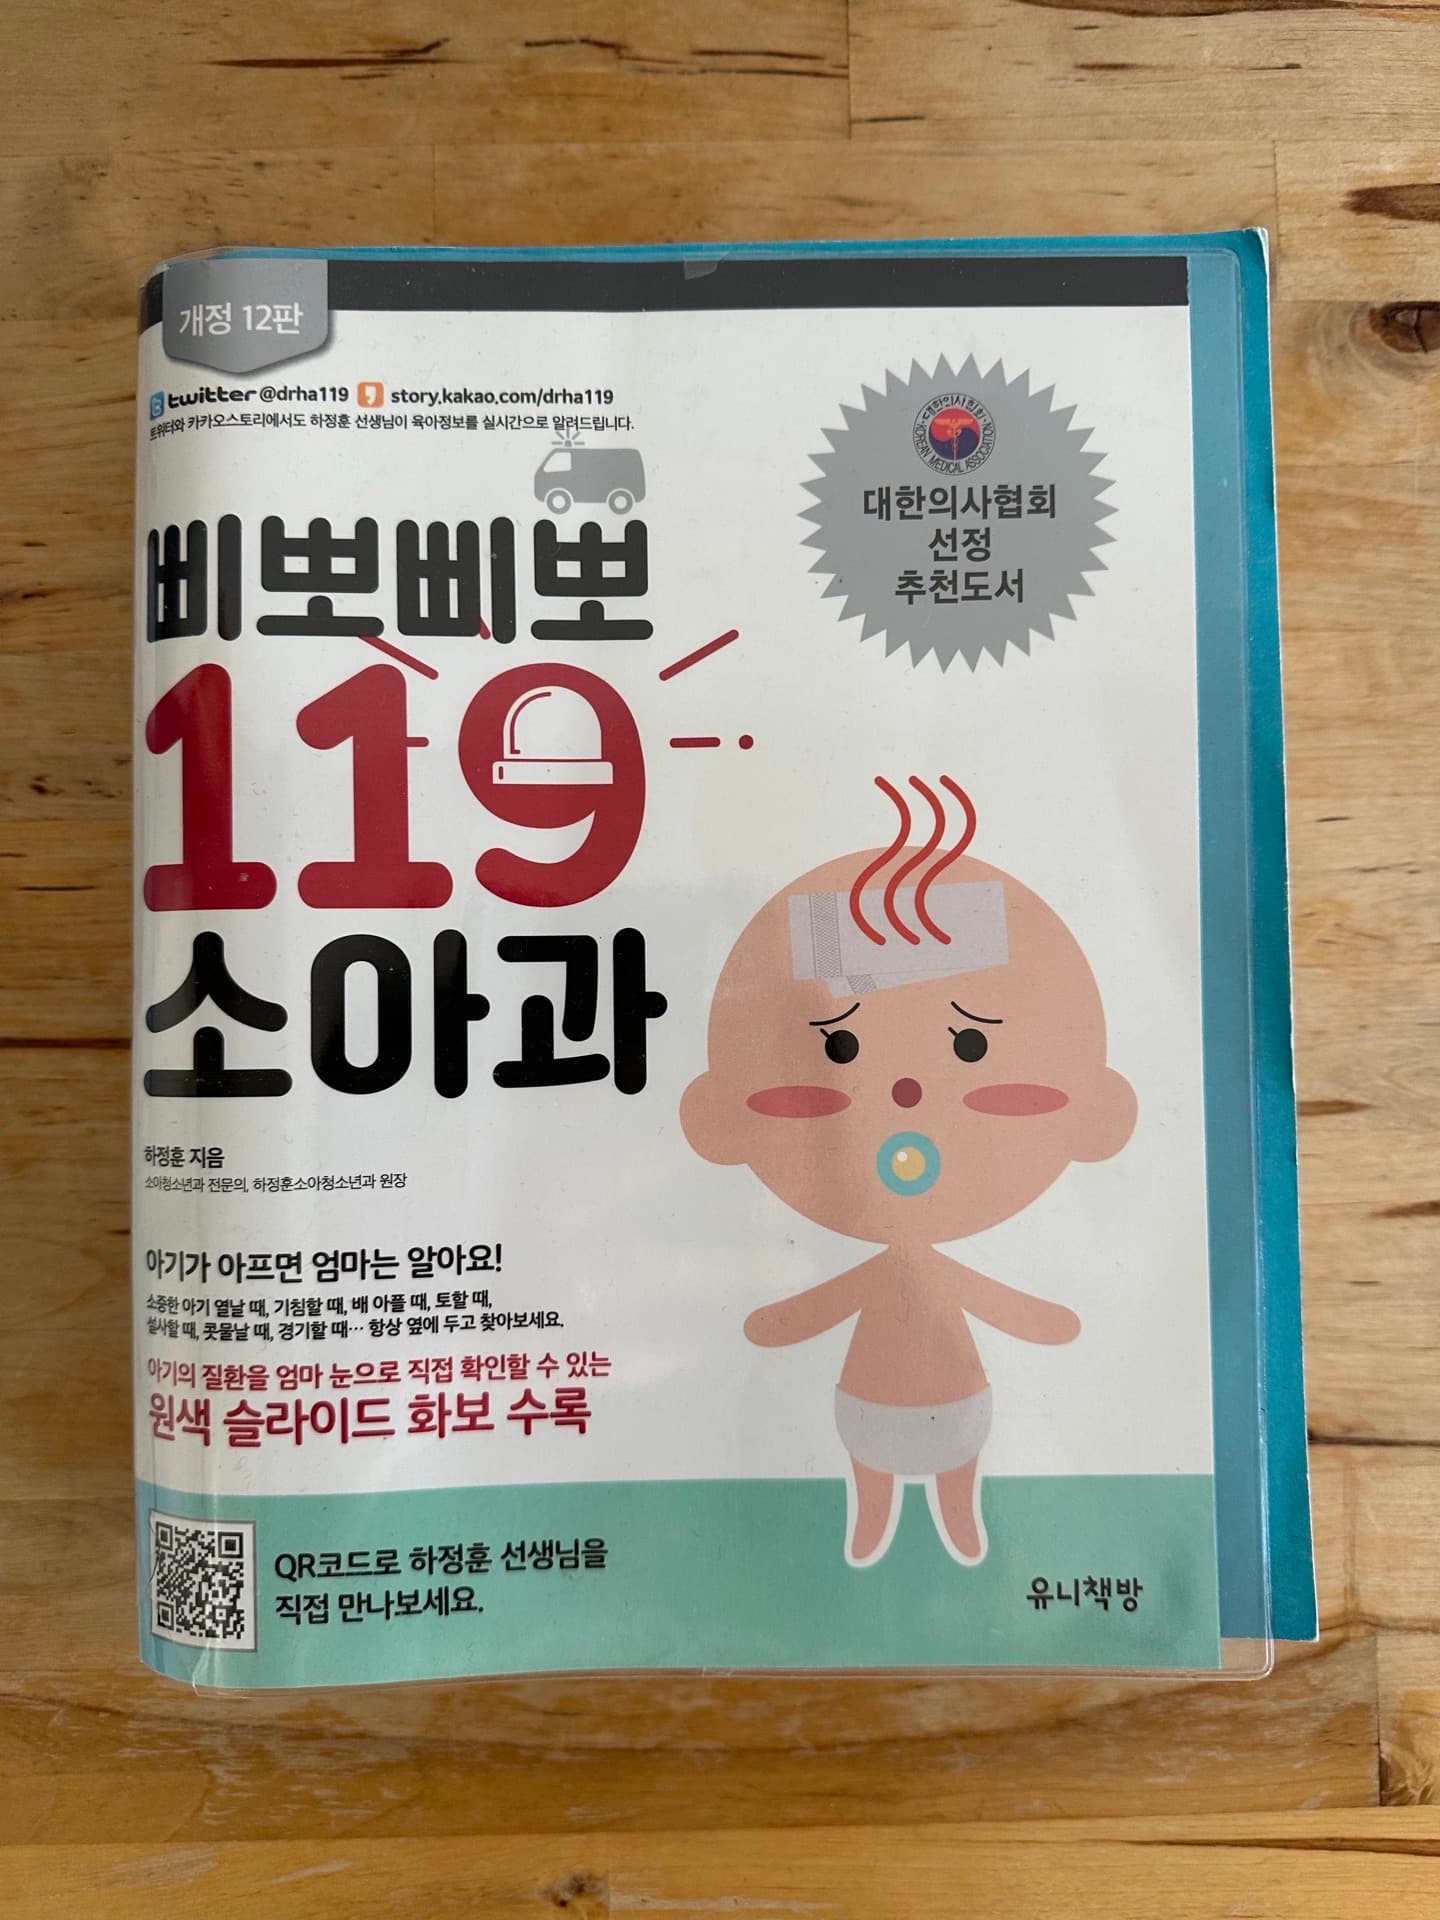 개정 12판
twitter @drha119 story.kakao.com/drha119
트위터와 카카오스토리에서도 하정훈 선생님이 육아정보를 실시간으로 알려드립니다.
대한의사협회
KOREAN MEDICAL ASSOCIATION
대한의사협회
선정
추천도서
삐뽀삐뽀
119
소아과
하정훈 지음
소아청소년과 전문의, 하정훈소아청소년과 원장
아기가 아프면 엄마는 알아요!
소중한 아기 열날 때, 기침할 때, 배 아플 때, 토할 때,
설사할 때, 콧물날 때, 경기할 때… 항상 옆에 두고 찾아보세요.
아기의 질환을 엄마 눈으로 직접 확인할 수 있는
원색 슬라이드 화보 수록
QR코드로 하정훈 선생님을
직접 만나보세요.
유니책방